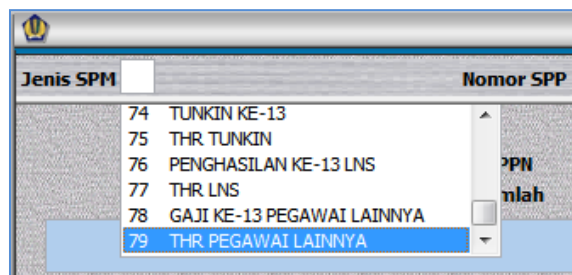 Jenis SPM
Nomor SPP
74 TUNKIN KE-13
75 THR TUNKIN
76 PENGHASILAN KE-13 LNS
77 THR LNS
78 GAJI KE-13 PEGAWAI LAINNYA
79 THR PEGAWAI LAINNYA
PPN
mlah